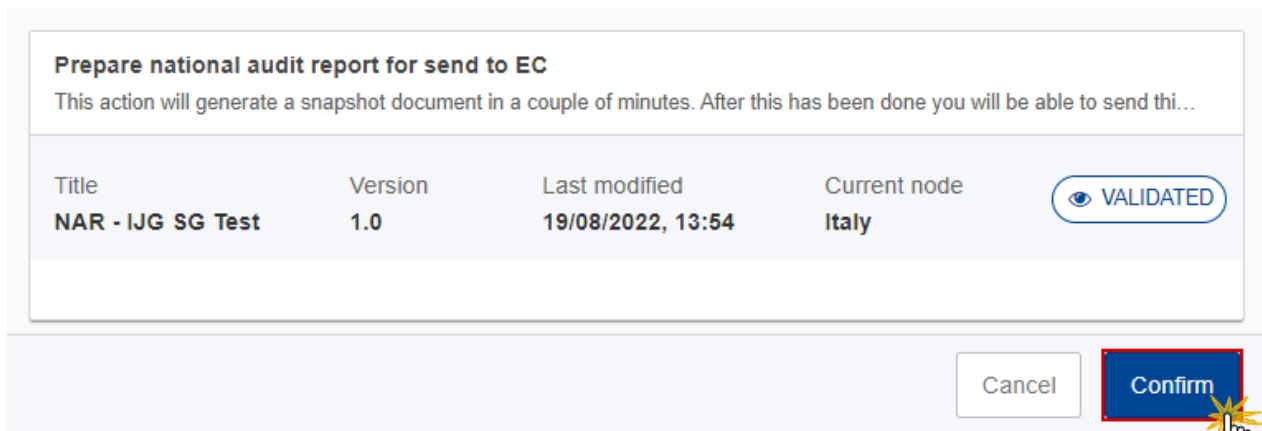 Prepare national audit report for send to EC
This action will generate a snapshot document in a couple of minutes. After this has been done you will be able to send thi...
Title Version Last modified Current node
VALIDATED
NAR - IJG SG Test 1.0 19/08/2022, 13:54 Italy
Cancel Confirm